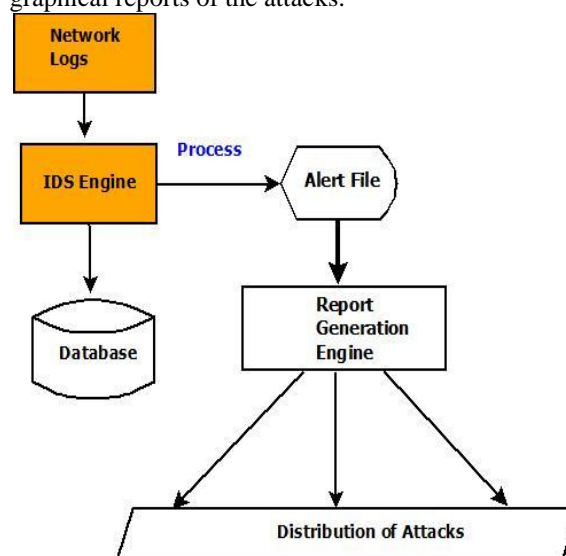 graphical reports of the attacks.
Network
Logs
Process
IDS Engine
Alert File
Report
Generation
Engine
Database
Distribution of Attacks